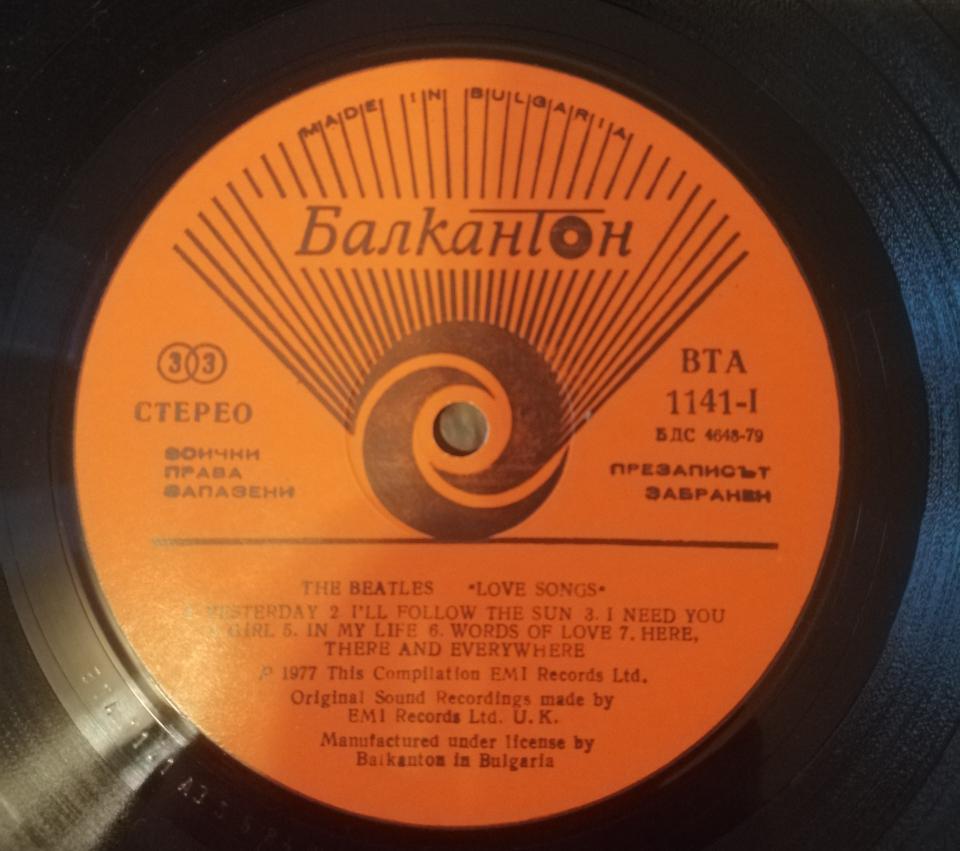 MADE IN BULGARIA
Балкантон
33
СТЕРЕО
ВСИЧКИ
ПРАВА
ЗАПАЗЕНИ
ВТА
1141-I
БДС 4648-79
ПРЕЗАПИСЪТ
ЗАБРАНЕН
THE BEATLES "LOVE SONGS"
YESTERDAY 2 I'LL FOLLOW THE SUN 3. I NEED YOU
GIRL 5. IN MY LIFE 6. WORDS OF LOVE 7. HERE,
THERE AND EVERYWHERE
℗ 1977 This Compilation EMI Records Ltd.
Original Sound Recordings made by
EMI Records Ltd. U.K.
Manufactured under license by
Balkanton in Bulgaria